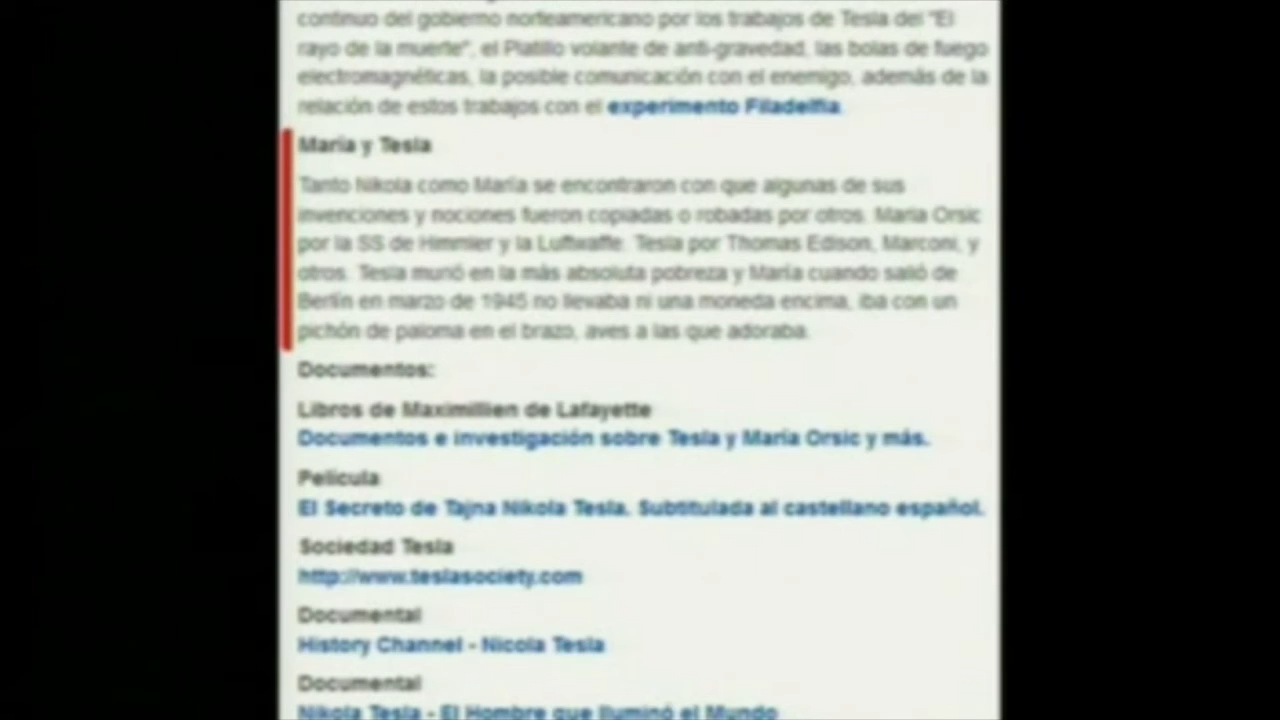 continuo del gobierno norteamericano por los trabajos de Tesla del "El
rayo de la muerte", el Platillo volante de anti-gravedad, las bolas de fuego
electromagnéticas, la posible comunicación con el enemigo, además de la
relación de estos trabajos con el experimento Filadelfia.
María y Tesla
Tanto Nikola como María se encontraron con que algunas de sus
invenciones y nociones fueron copiadas o robadas por otros. Maria Orsic
por la SS de Himmler y la Luftwaffe. Tesla por Thomas Edison, Marconi, y
otros. Tesla murió en la más absoluta pobreza y María cuando salió de
Berlín en marzo de 1945 no llevaba ni una moneda encima, iba con un
pichón de paloma en el brazo, aves a las que adoraba.
Documentos:
Libros de Maximillien de Lafayette
Documentos e investigación sobre Tesla y María Orsic y más.
Película
El Secreto de Tajna Nikola Tesla. Subtitulada al castellano español.
Sociedad Tesla
http://www.teslasociety.com
Documental
History Channel - Nicola Tesla
Documental
Nikola Tesla - El Hombre que Iluminó el Mundo